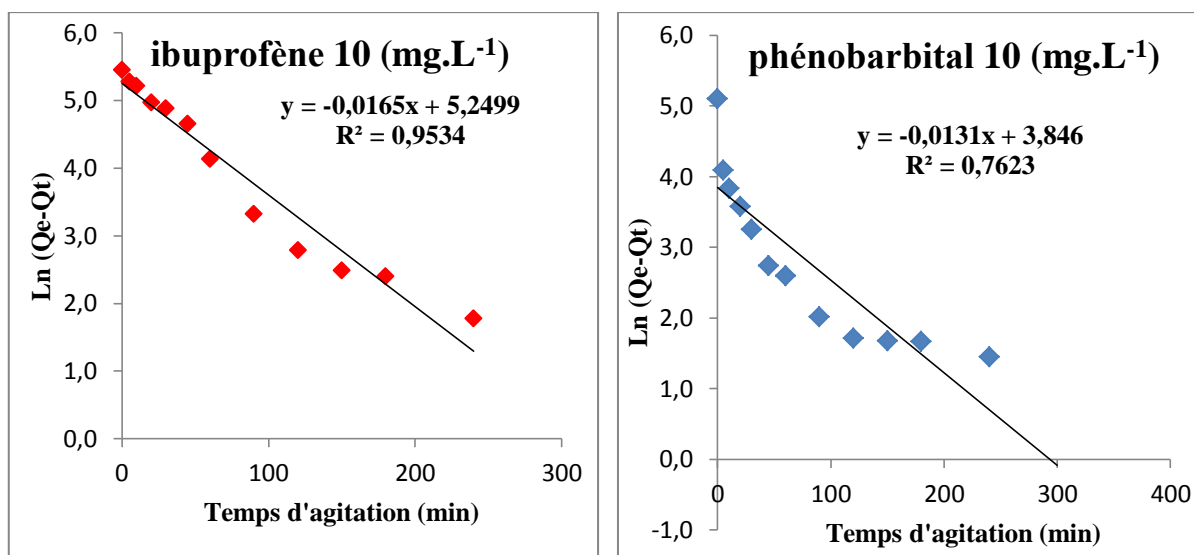 ibuprofène 10 (mg.L-1)
y = -0,0165x + 5,2499
R² = 0,9534
6,0
5,0
4,0
3,0
2,0
1,0
0,0
Ln (Qe-Qt)
0 100 200 300
Temps d'agitation (min)
phénobarbital 10 (mg.L-1)
y = -0,0131x + 3,846
R² = 0,7623
6,0
5,0
4,0
3,0
2,0
1,0
0,0
-1,0
Ln (Qe-Qt)
0 100 200 300 400
Temps d'agitation (min)